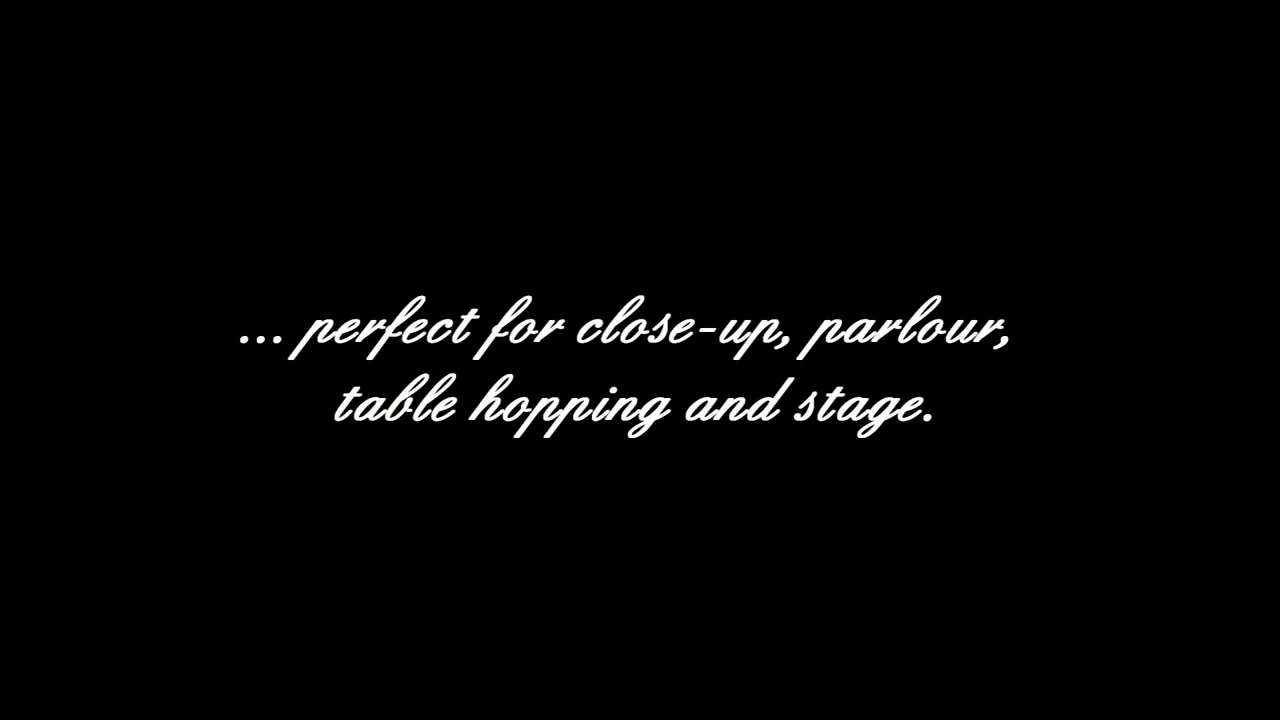 ... perfect for close-up, parlour,
table hopping and stage.